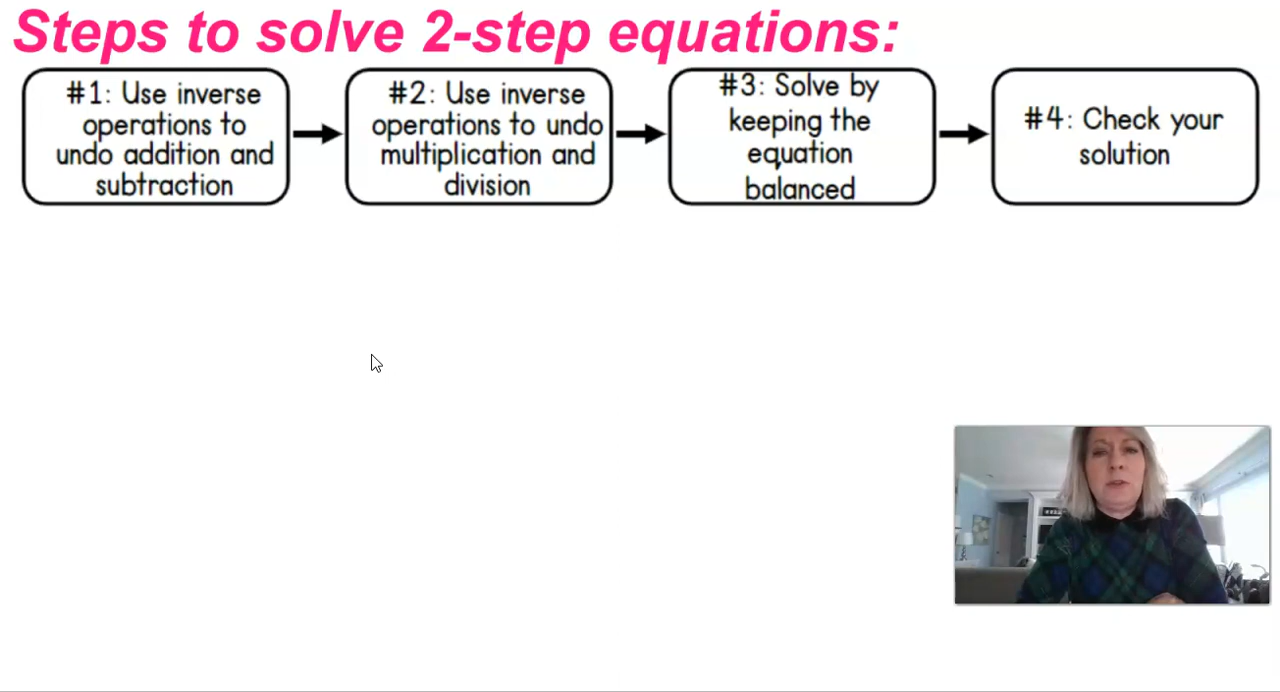 Steps to solve 2-step equations:
#1: Use inverse
operations to
undo addition and
subtraction
#2: Use inverse
operations to undo
multiplication and
division
#3: Solve by
keeping the
equation
balanced
#4: Check your
solution